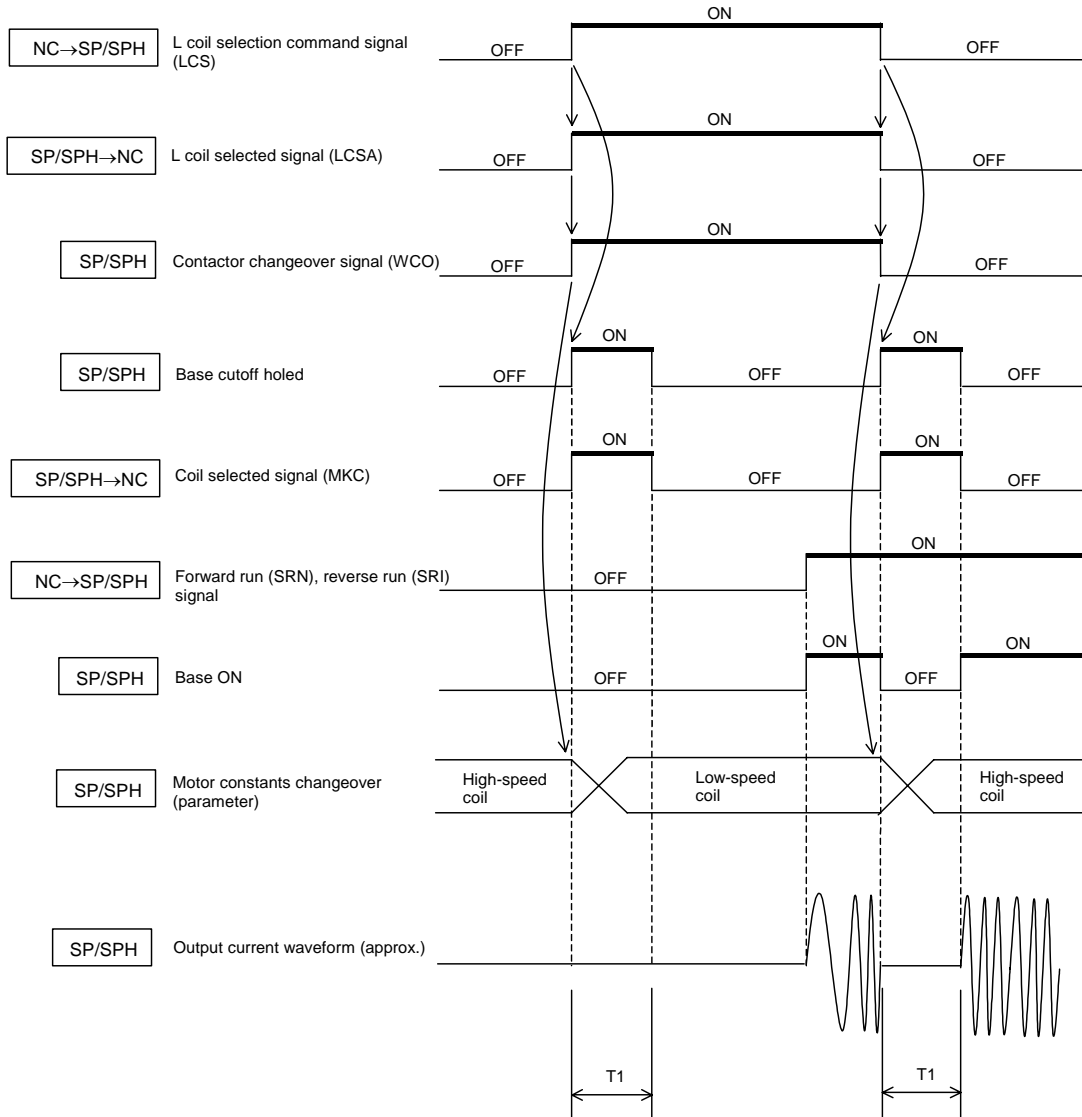 ON
NC→SP/SPH L coil selection command signal OFF OFF
(LCS)
ON
SP/SPH→NC L coil selected signal (LCSA) OFF OFF
ON
SP/SPH Contactor changeover signal (WCO) OFF OFF
ON ON
SP/SPH Base cutoff holed OFF OFF OFF
ON ON
SP/SPH→NC Coil selected signal (MKC) OFF OFF OFF
ON
NC→SP/SPH Forward run (SRN), reverse run (SRI) OFF
signal
ON ON
SP/SPH Base ON OFF OFF
SP/SPH Motor constants changeover High-speed Low-speed High-speed
(parameter) coil coil coil
SP/SPH Output current waveform (approx.)
T1 T1